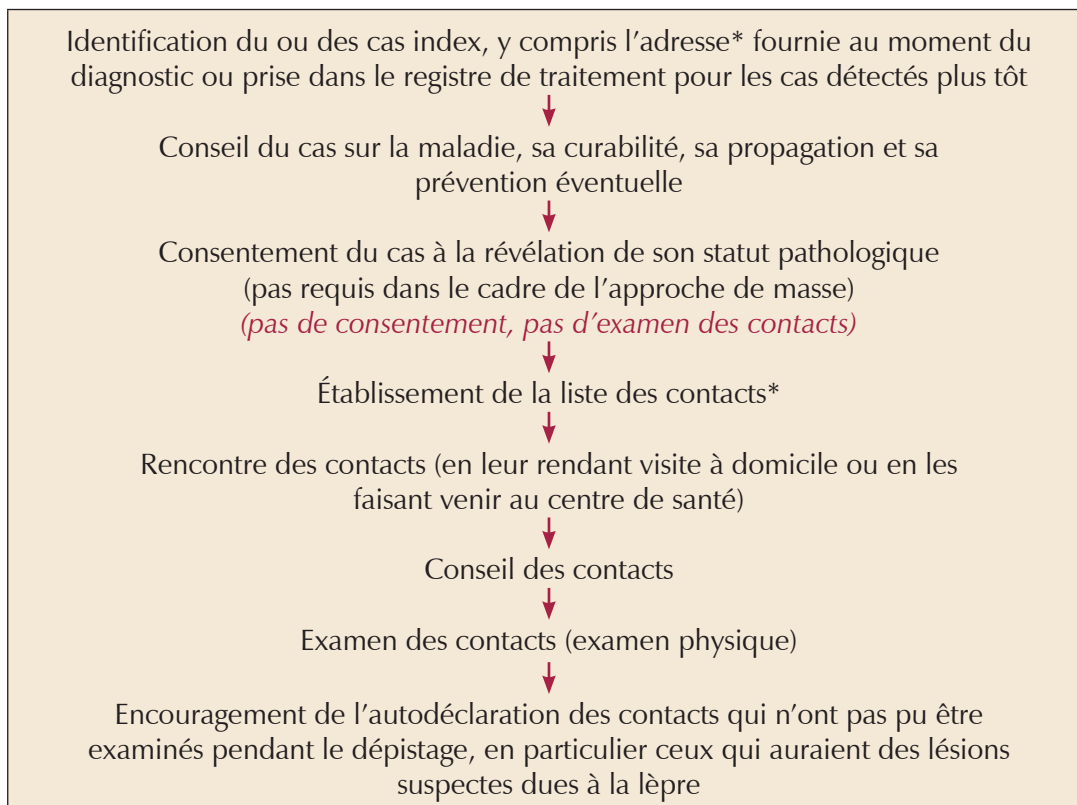 Identification du ou des cas index, y compris l’adresse* fournie au moment du
diagnostic ou prise dans le registre de traitement pour les cas détectés plus tôt
Conseil du cas sur la maladie, sa curabilité, sa propagation et sa
prévention éventuelle
Consentement du cas à la révélation de son statut pathologique
(pas requis dans le cadre de l’approche de masse)
(pas de consentement, pas d’examen des contacts)
Établissement de la liste des contacts*
Rencontre des contacts (en leur rendant visite à domicile ou en les
faisant venir au centre de santé)
Conseil des contacts
Examen des contacts (examen physique)
Encouragement de l’autodéclaration des contacts qui n’ont pas pu être
examinés pendant le dépistage, en particulier ceux qui auraient des lésions
suspectes dues à la lèpre